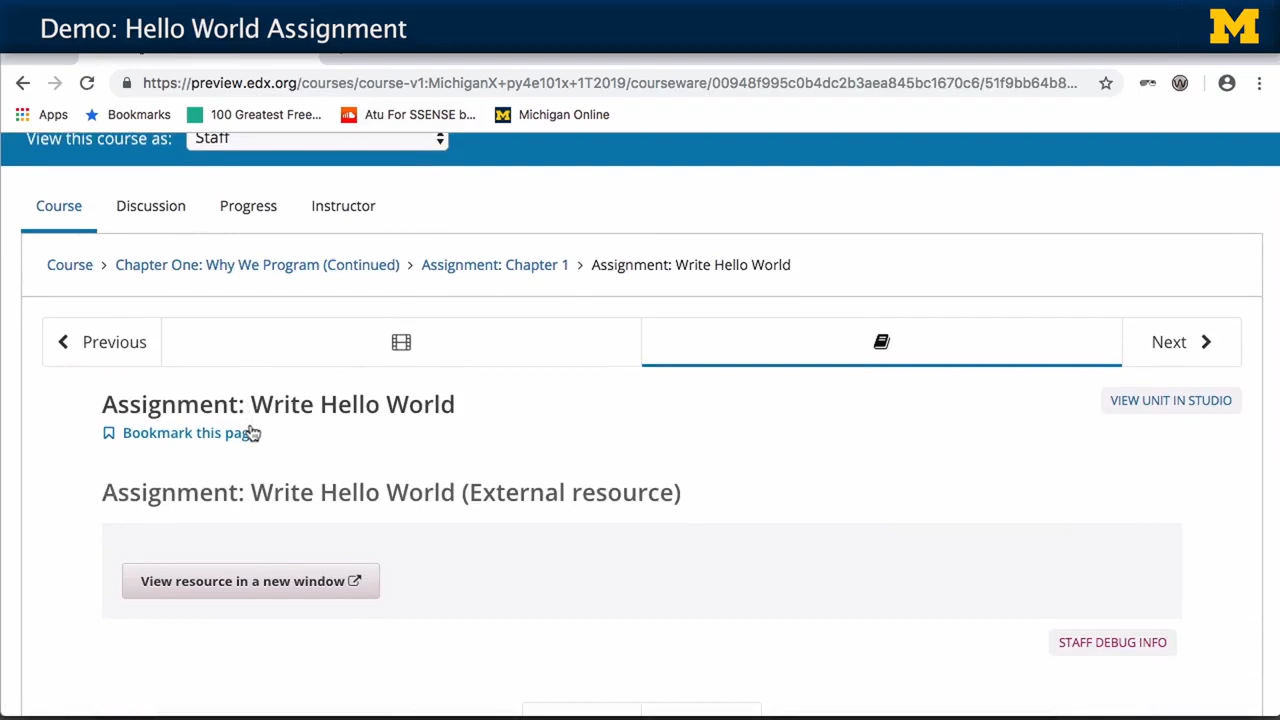 Demo: Hello World Assignment
https://preview.edx.org/courses/course-v1:MichiganX+py4e101x+1T2019/courseware/00948f995c0b4dc2b3aea845bc1670c6/51f9bb64b8...
Apps Bookmarks 100 Greatest Free... Atu For SSENSE b... Michigan Online
View this course as: Staff
Course Discussion Progress Instructor
Course > Chapter One: Why We Program (Continued) > Assignment: Chapter 1 > Assignment: Write Hello World
Previous Next
Assignment: Write Hello World
VIEW UNIT IN STUDIO
Bookmark this page
Assignment: Write Hello World (External resource)
View resource in a new window
STAFF DEBUG INFO